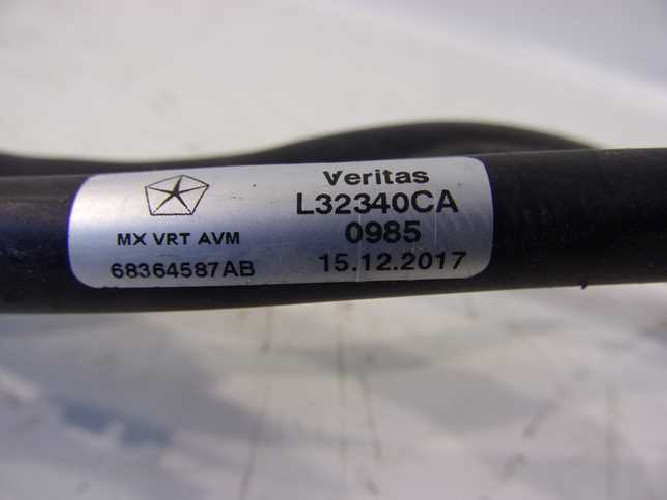 Veritas
L32340CA
MX VRT AVM 0985
68364587AB 15.12.2017